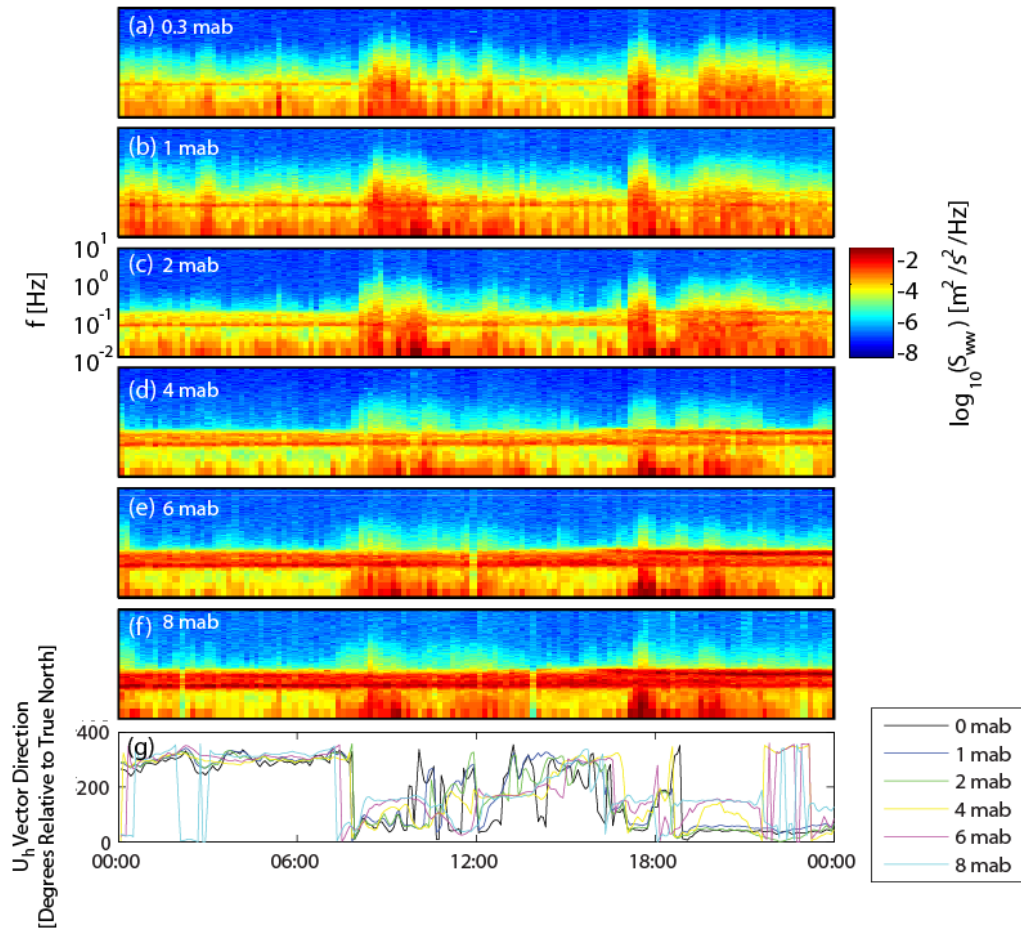 (a) 0.3 mab
(b) 1 mab
(c) 2 mab
10^1
10^0
10^-1
10^-2
f [Hz]
-2
-4
-6
-8
log_10(S_ww) [m^2/s^2/Hz]
(d) 4 mab
(e) 6 mab
(f) 8 mab
(g)
400
200
0
U_h Vector Direction
[Degrees Relative to True North]
00:00 06:00 12:00 18:00 00:00
0 mab
1 mab
2 mab
4 mab
6 mab
8 mab